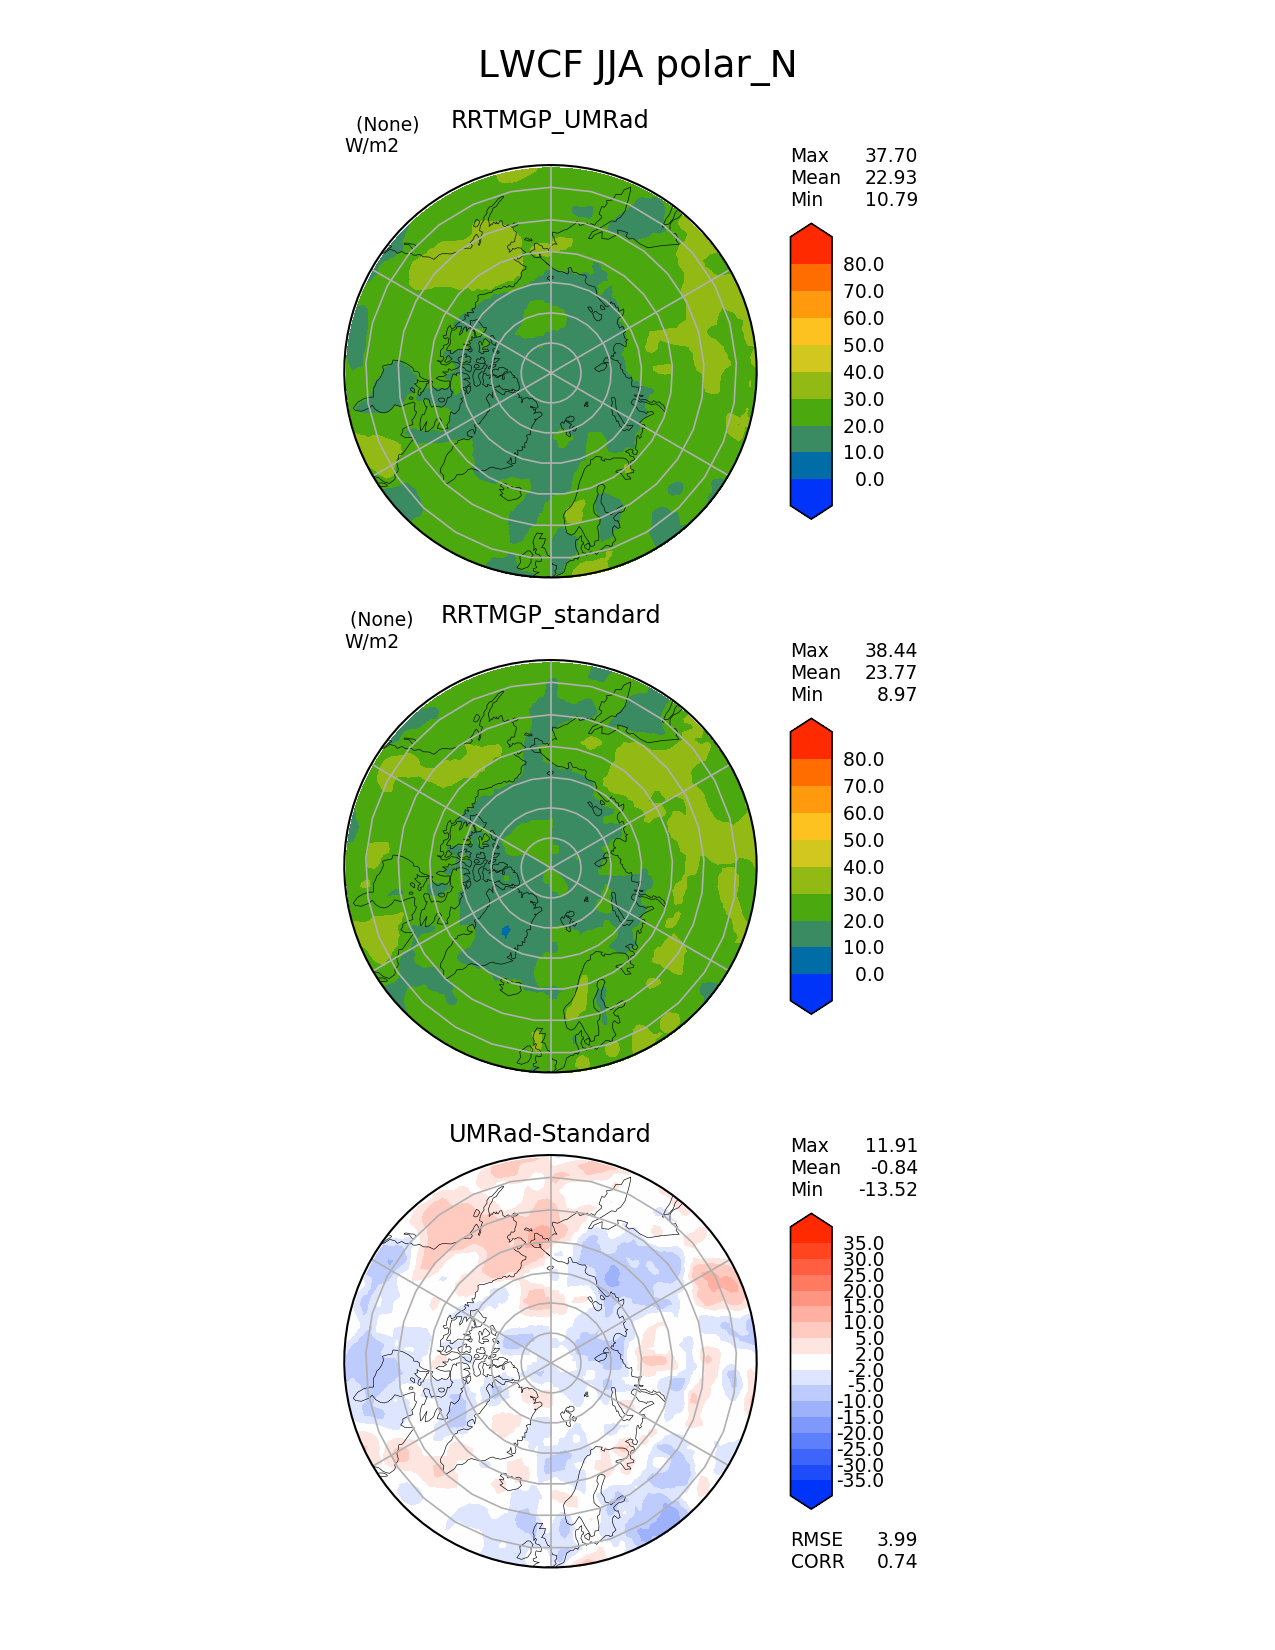 LWCF JJA polar_N
(None) RRTMGP_UMRad
W/m2
Max 37.70
Mean 22.93
Min 10.79
80.0
70.0
60.0
50.0
40.0
30.0
20.0
10.0
0.0
(None) RRTMGP_standard
W/m2
Max 38.44
Mean 23.77
Min 8.97
80.0
70.0
60.0
50.0
40.0
30.0
20.0
10.0
0.0
UMRad-Standard
Max 11.91
Mean -0.84
Min -13.52
35.0
30.0
25.0
20.0
15.0
10.0
5.0
2.0
-2.0
-5.0
-10.0
-15.0
-20.0
-25.0
-30.0
-35.0
RMSE 3.99
CORR 0.74